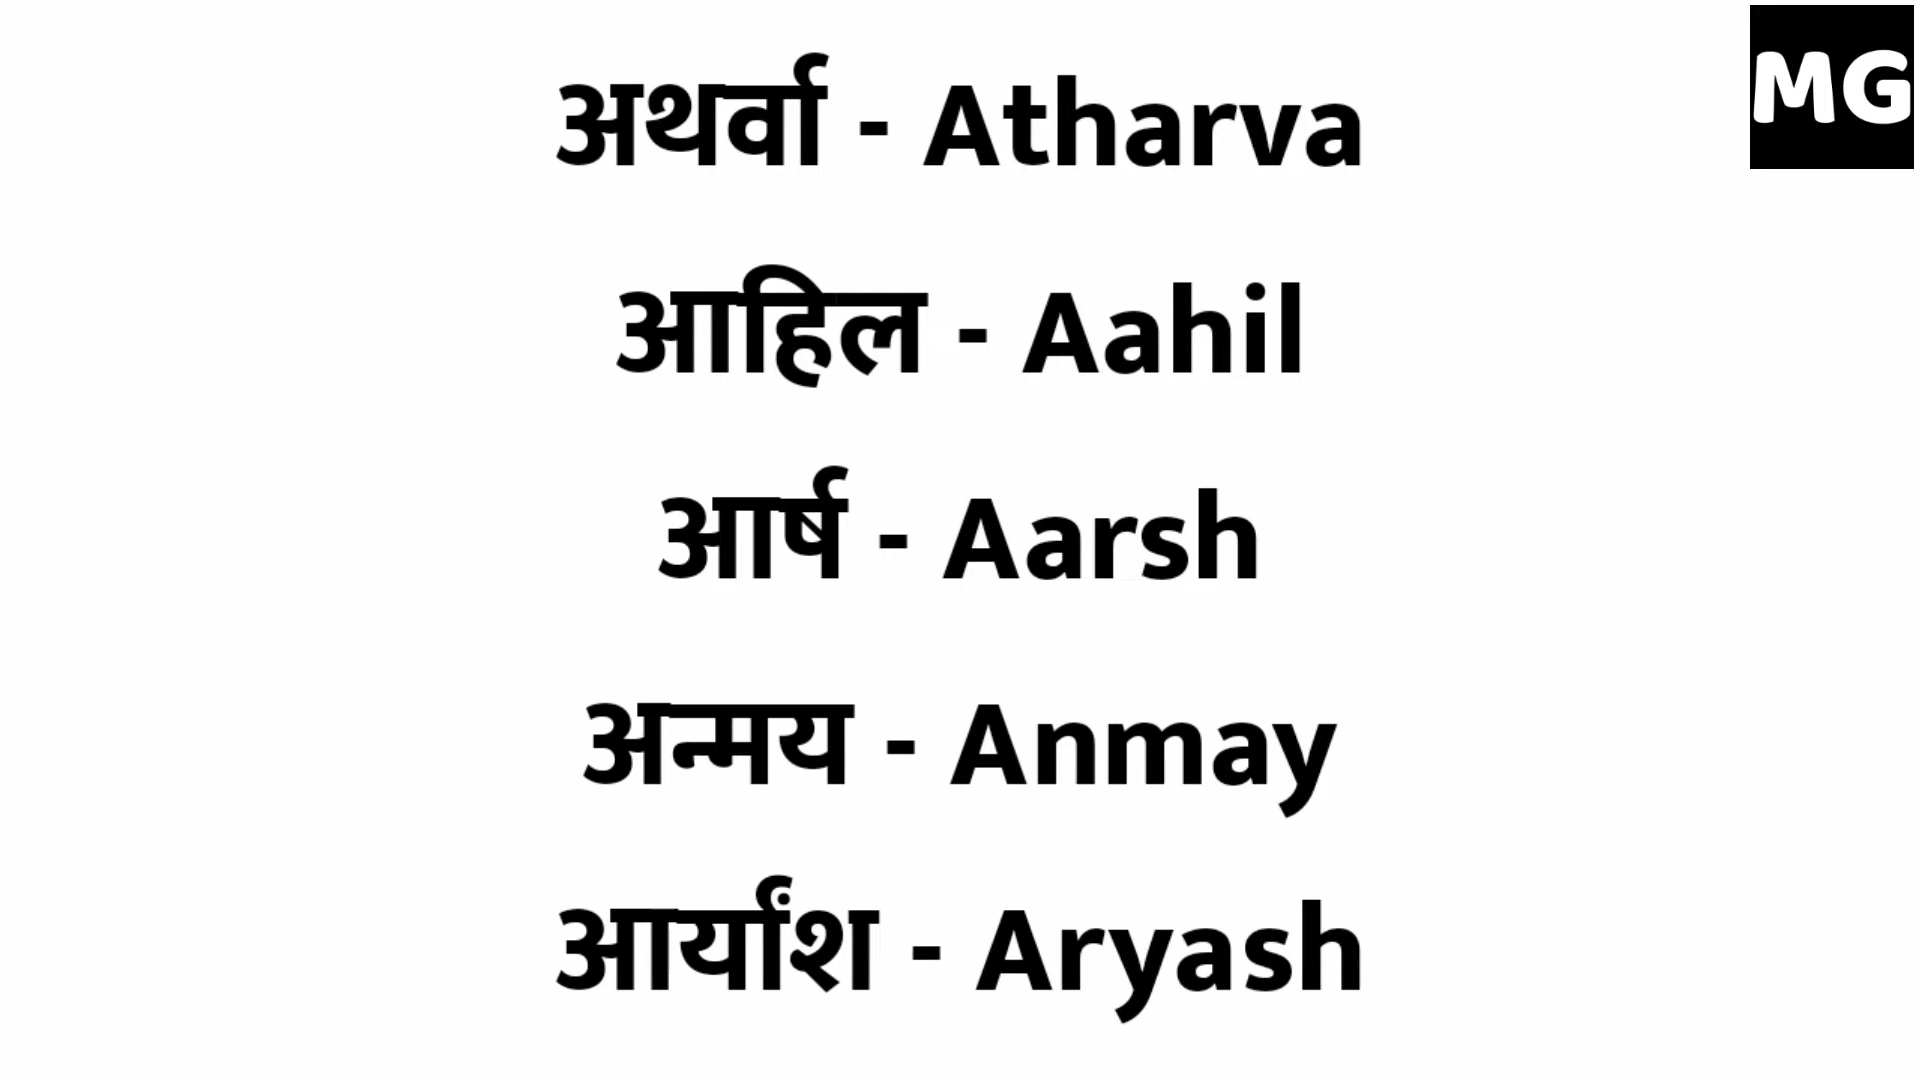 MG
अथर्वा - Atharva
आहिल - Aahil
आर्ष - Aarsh
अन्मय - Anmay
आर्यांश - Aryash